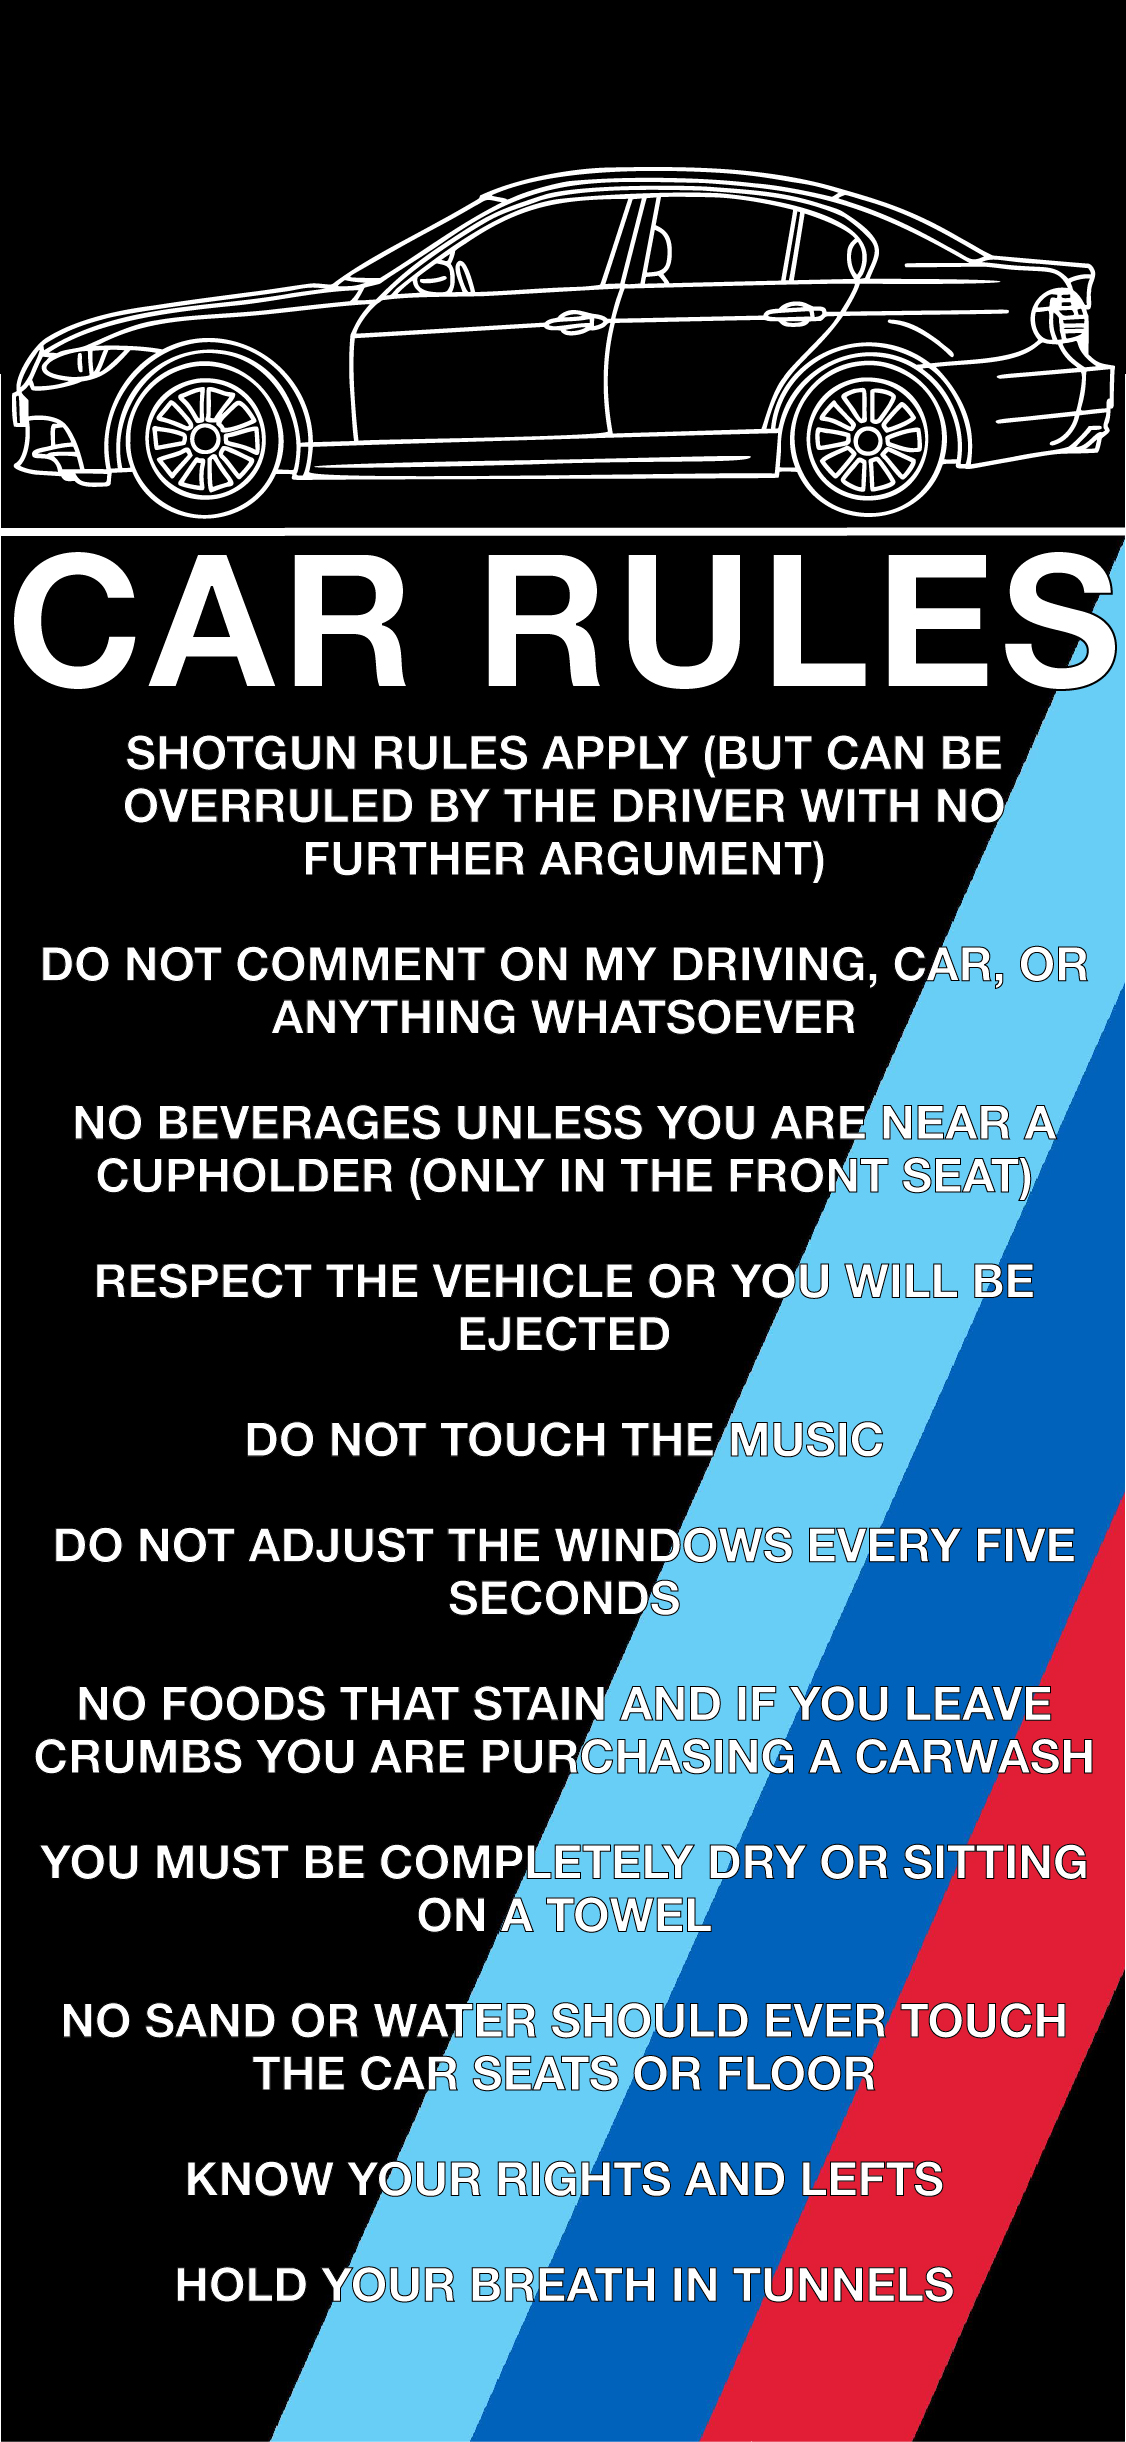 CAR RULES
SHOTGUN RULES APPLY (BUT CAN BE
OVERRULED BY THE DRIVER WITH NO
FURTHER ARGUMENT)
DO NOT COMMENT ON MY DRIVING, CAR, OR
ANYTHING WHATSOEVER
NO BEVERAGES UNLESS YOU ARE NEAR A
CUPHOLDER (ONLY IN THE FRONT SEAT)
RESPECT THE VEHICLE OR YOU WILL BE
EJECTED
DO NOT TOUCH THE MUSIC
DO NOT ADJUST THE WINDOWS EVERY FIVE
SECONDS
NO FOODS THAT STAIN AND IF YOU LEAVE
CRUMBS YOU ARE PURCHASING A CARWASH
YOU MUST BE COMPLETELY DRY OR SITTING
ON A TOWEL
NO SAND OR WATER SHOULD EVER TOUCH
THE CAR SEATS OR FLOOR
KNOW YOUR RIGHTS AND LEFTS
HOLD YOUR BREATH IN TUNNELS